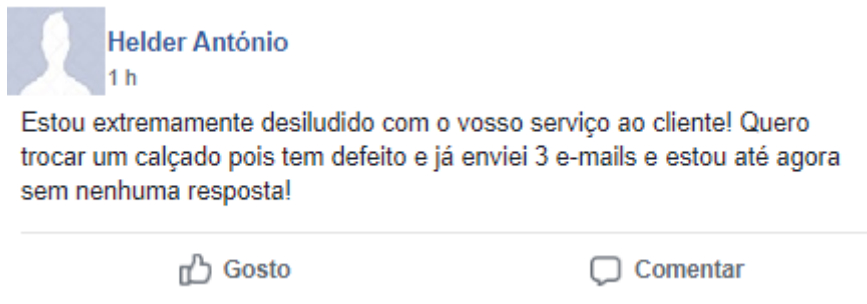 Helder António
1 h
Estou extremamente desiludido com o vosso serviço ao cliente! Quero
trocar um calçado pois tem defeito e já enviei 3 e-mails e estou até agora
sem nenhuma resposta!
Gosto
Comentar